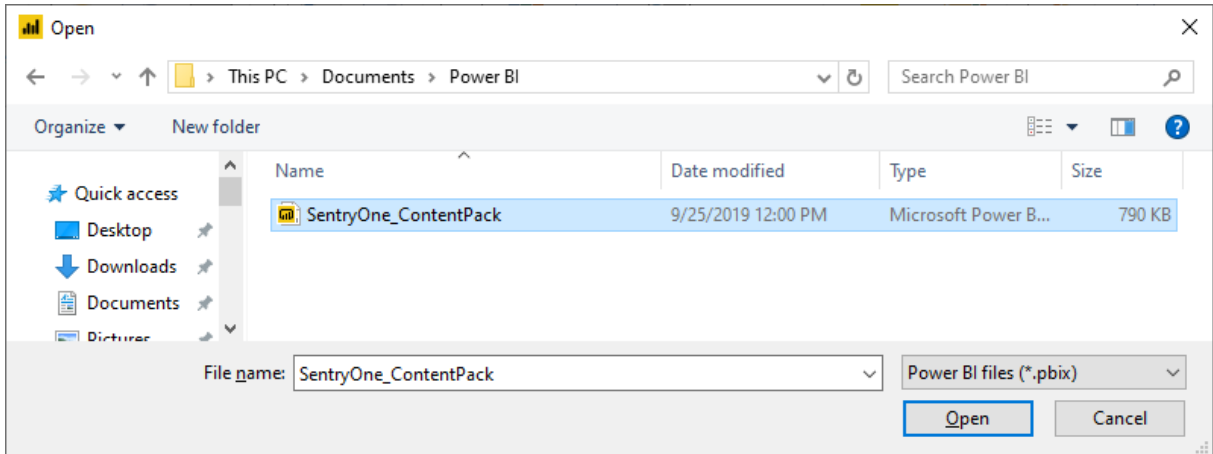 Open
This PC > Documents > Power BI
Search Power BI
Organize
New folder
Name
Date modified
Type
Size
Quick access
SentryOne_ContentPack
9/25/2019 12:00 PM
Microsoft Power B...
790 KB
Desktop
Downloads
Documents
Pictures
File name:
SentryOne_ContentPack
Power BI files (*.pbix)
Open
Cancel